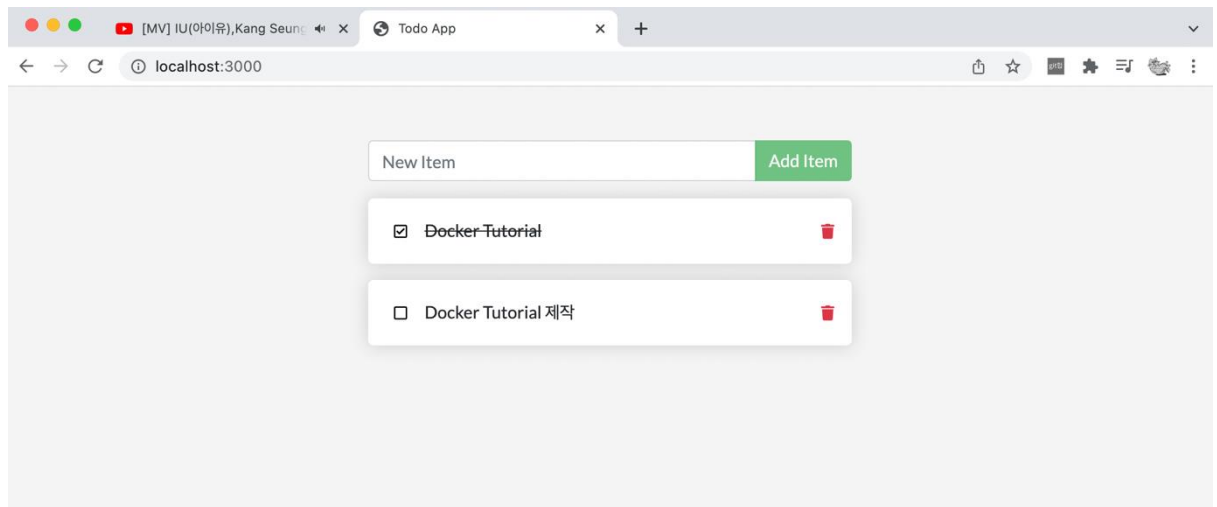 [MV] IU(아이유),Kang Seung
Todo App
localhost:3000
New Item
Add Item
Docker Tutorial
Docker Tutorial 제작